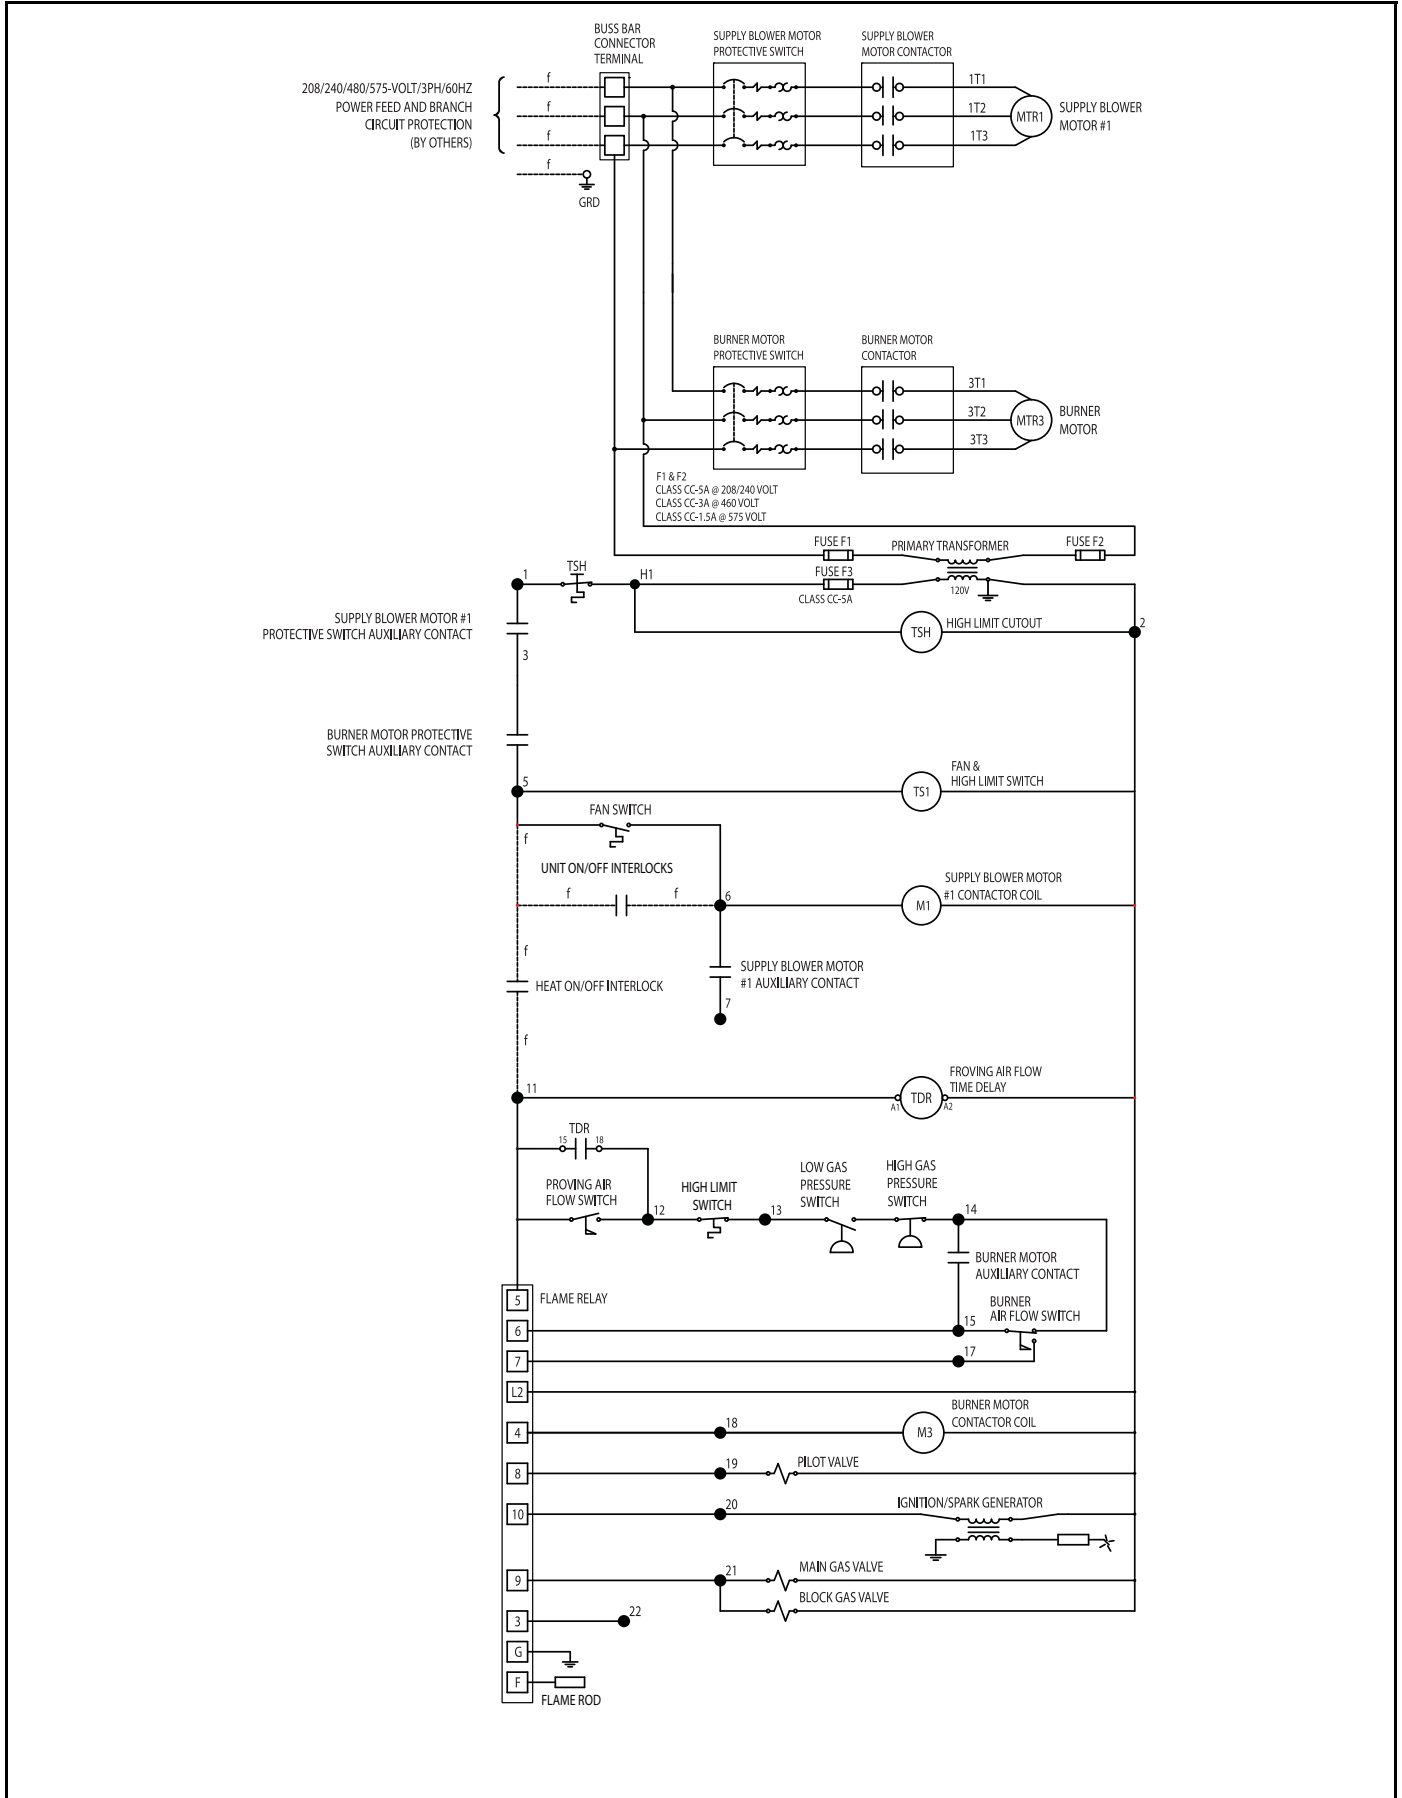 BUSS BAR
CONNECTOR
TERMINAL
SUPPLY BLOWER MOTOR
PROTECTIVE SWITCH
SUPPLY BLOWER
MOTOR CONTACTOR
208/240/480/575-VOLT/3PH/60HZ
POWER FEED AND BRANCH
CIRCUIT PROTECTION
(BY OTHERS)
f
f
f
f
GRD
1T1
1T2
1T3
MTR1
SUPPLY BLOWER
MOTOR #1
BURNER MOTOR
PROTECTIVE SWITCH
BURNER MOTOR
CONTACTOR
3T1
3T2
3T3
MTR3
BURNER
MOTOR
F1 & F2
CLASS CC-5A @ 208/240 VOLT
CLASS CC-3A @ 460 VOLT
CLASS CC-1.5A @ 575 VOLT
FUSE F1
PRIMARY TRANSFORMER
FUSE F2
1
TSH
H1
FUSE F3
CLASS CC-5A
120V
SUPPLY BLOWER MOTOR #1
PROTECTIVE SWITCH AUXILIARY CONTACT
3
TSH
HIGH LIMIT CUTOUT
2
BURNER MOTOR PROTECTIVE
SWITCH AUXILIARY CONTACT
5
TS1
FAN &
HIGH LIMIT SWITCH
FAN SWITCH
f
UNIT ON/OFF INTERLOCKS
f
f
6
M1
SUPPLY BLOWER MOTOR
#1 CONTACTOR COIL
f
HEAT ON/OFF INTERLOCK
SUPPLY BLOWER MOTOR
#1 AUXILIARY CONTACT
7
f
11
A1
TDR
A2
FROVING AIR FLOW
TIME DELAY
TDR
15
18
PROVING AIR
FLOW SWITCH
12
HIGH LIMIT
SWITCH
13
LOW GAS
PRESSURE
SWITCH
HIGH GAS
PRESSURE
SWITCH
14
BURNER MOTOR
AUXILIARY CONTACT
BURNER
AIR FLOW SWITCH
5
FLAME RELAY
6
15
7
17
L2
4
18
M3
BURNER MOTOR
CONTACTOR COIL
8
19
PILOT VALVE
10
20
IGNITION/SPARK GENERATOR
9
21
MAIN GAS VALVE
BLOCK GAS VALVE
3
22
G
F
FLAME ROD